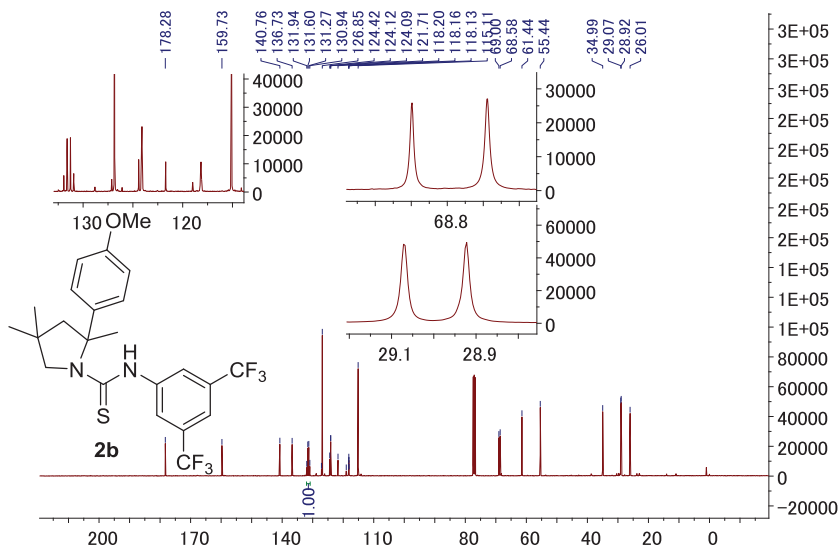 178.28
159.73
140.76
136.73
131.94
131.60
131.27
130.94
126.85
124.42
124.12
124.09
121.71
118.20
118.16
118.13
115.11
69.00
68.58
61.44
55.44
34.99
29.07
28.92
26.01
3E+05
3E+05
3E+05
2E+05
2E+05
2E+05
2E+05
2E+05
1E+05
1E+05
1E+05
80000
60000
40000
20000
0
-20000
40000
30000
20000
10000
0
130 120
30000
20000
10000
0
68.8
60000
40000
20000
0
29.1 28.9
OMe
N
H
N
S
CF3
CF3
2b
1.00
200 170 140 110 80 60 40 20 0